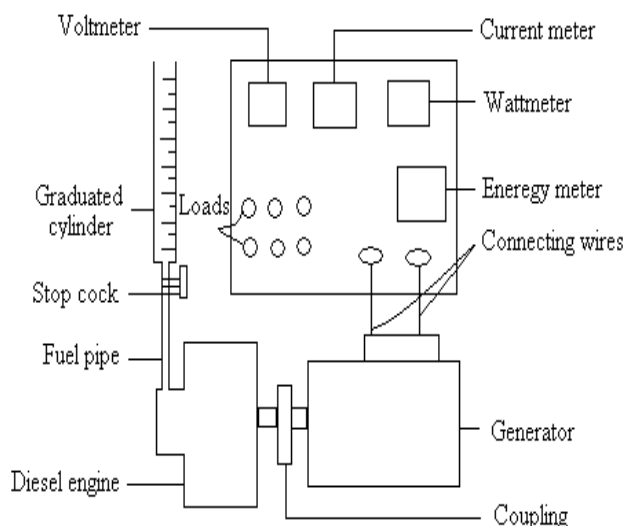 Voltmeter
Current meter
Wattmeter
Graduated
cylinder
Loads
Eneregy meter
Connecting wires
Stop cock
Fuel pipe
Generator
Diesel engine
Coupling